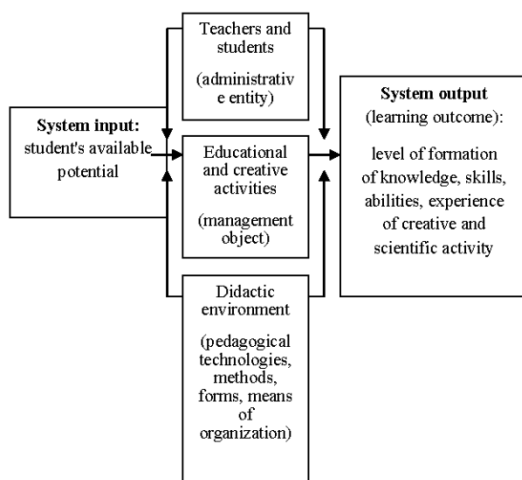 Teachers and
students
(administrativ
e entity)
System input:
student's available
potential
Educational
and creative
activities
(management
object)
Didactic
environment
(pedagogical
technologies,
methods,
forms, means
of
organization)
System output
(learning outcome):
level of formation
of knowledge, skills,
abilities, experience
of creative and
scientific activity